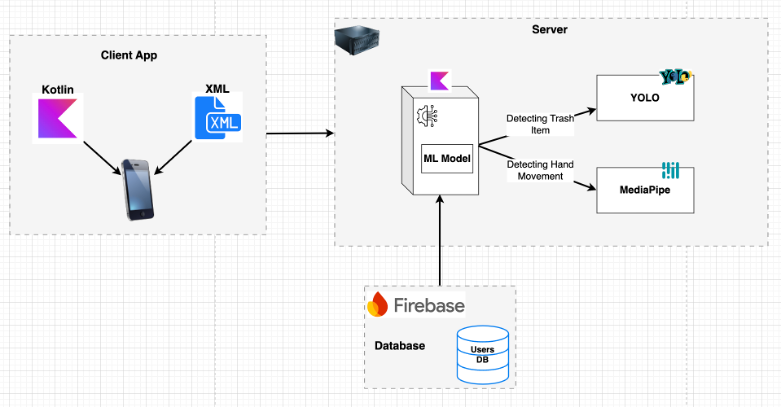 Server
Client App
Kotlin
XML
XML
YOLO
YOLO
Detecting Trash
Item
ML Model
Detecting Hand
Movement
MediaPipe
Firebase
Database
Users
DB